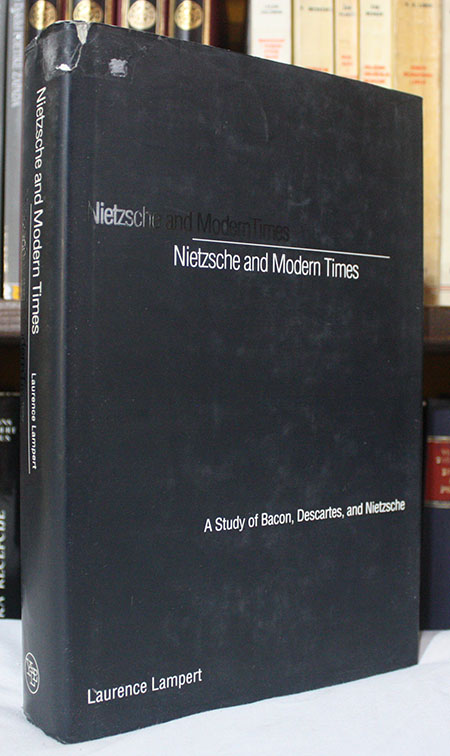 Nietzsche and Modern Times
Laurence Lampert
Nietzsche and Modern Times
Nietzsche and Modern Times
A Study of Bacon, Descartes, and Nietzsche
Laurence Lampert